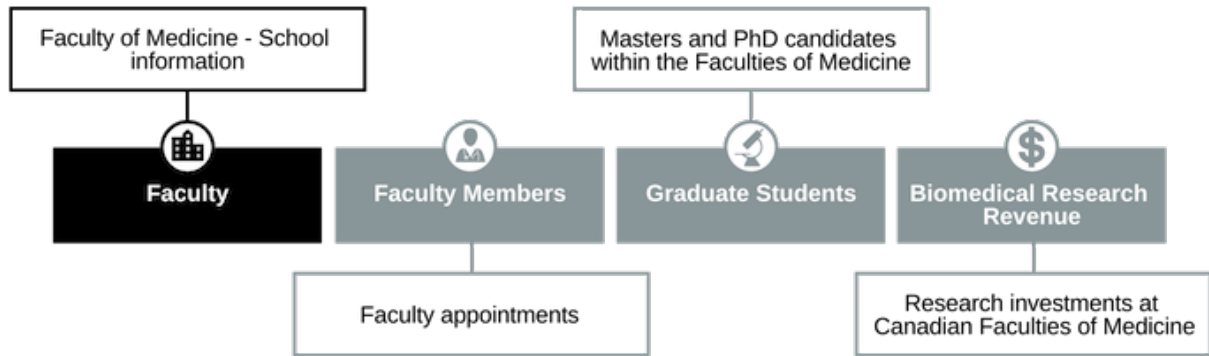 Faculty of Medicine - School
information
Masters and PhD candidates
within the Faculties of Medicine
Faculty
Faculty Members
Graduate Students
Biomedical Research
Revenue
Faculty appointments
Research investments at
Canadian Faculties of Medicine